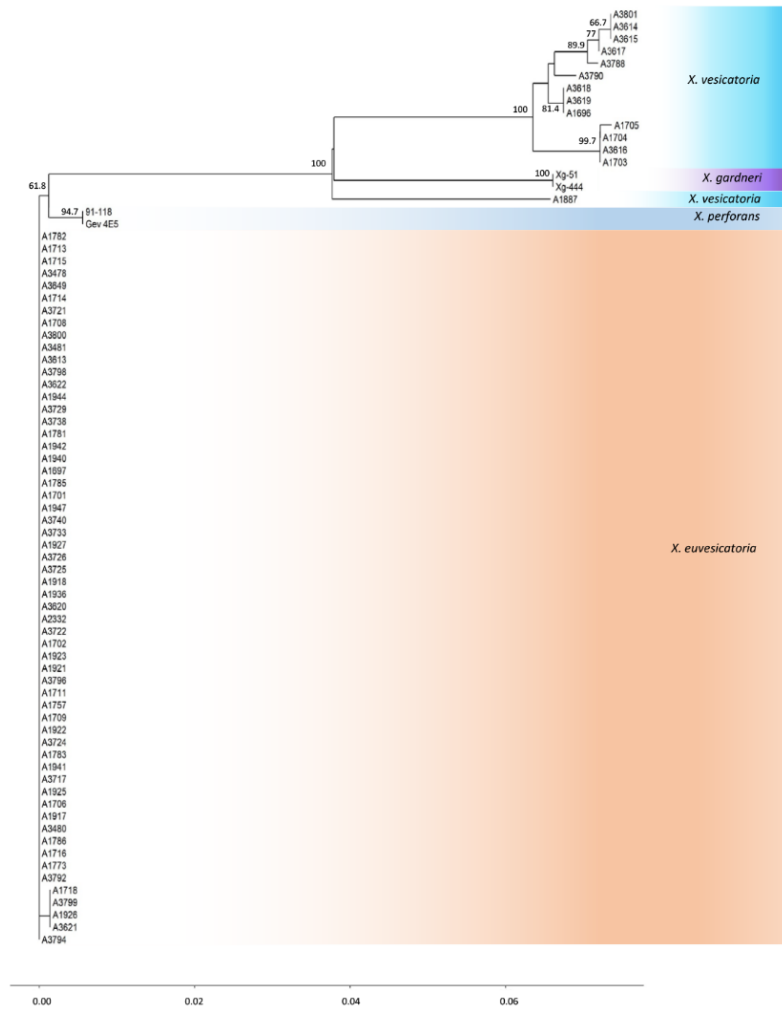 A3801
66.7
A3614
77
A3615
89.9
A3617
A3788
X. vesicatoria
A3790
A3618
A3619
81.4
A1696
100
A1705
A1704
99.7
A3616
A1703
100
100
Xg-51
X. gardneri
Xg-444
61.8
A1887
X. vesicatoria
94.7
91-118
X. perforans
Gev 4E5
A1782
A1713
A1715
A3478
A3649
A1714
A3721
A1708
A3800
A3481
A3613
A3798
A3622
A1944
A3729
A3738
A1781
A1942
A1940
A1697
A1785
A1701
A1947
A3740
A3733
A1927
X. euvesicatoria
A3726
A3725
A1918
A1936
A3620
A2332
A3722
A1702
A1923
A1921
A3796
A1711
A1757
A1709
A1922
A3724
A1783
A1941
A3717
A1925
A1706
A1917
A3480
A1786
A1716
A1773
A3792
A1718
A3799
A1926
A3621
A3794
0.00 0.02 0.04 0.06